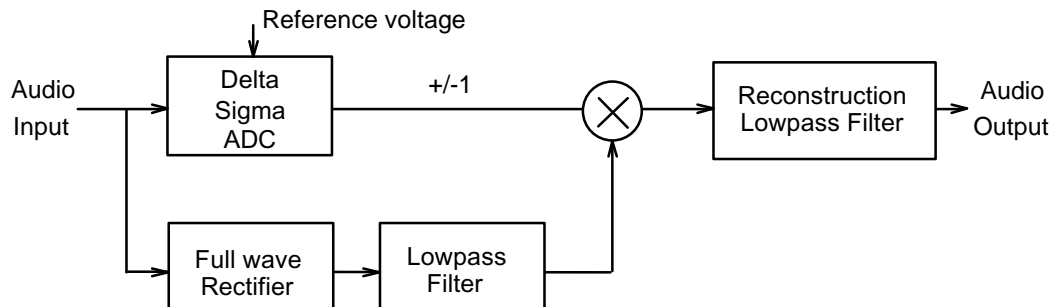 Reference voltage
Audio
Input
Delta
Sigma
ADC
+/-1
Reconstruction
Lowpass Filter
Audio
Output
Full wave
Rectifier
Lowpass
Filter